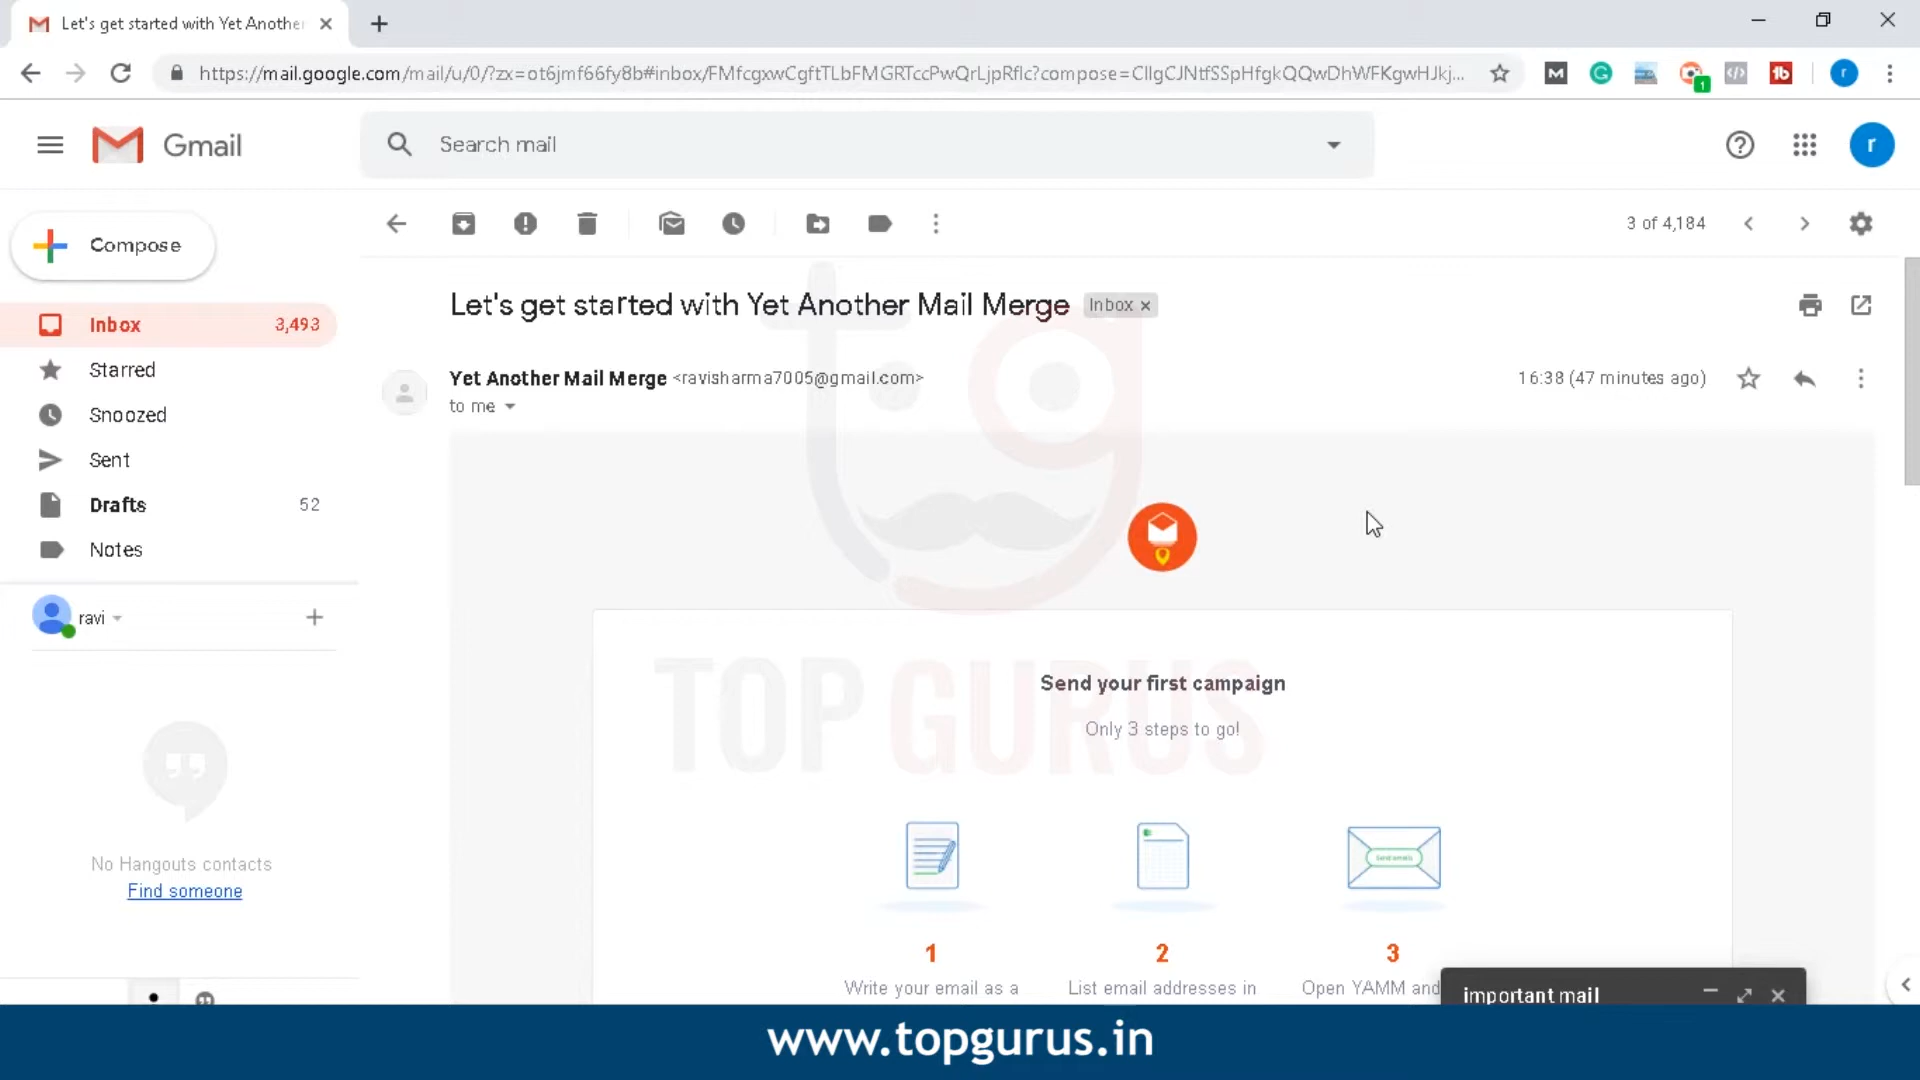 Let's get started with Yet Another
https://mail.google.com/mail/u/0/?zx=ot6jmf66fy8b#inbox/FMfcgxwCgftTLbFMGRTccPwQrLjpRflc?compose=CllgCJNtfSSpHfgkQQwDhWFKgwHJkj...
1
r
Gmail
Search mail
r
Compose
3 of 4,184
Let's get started with Yet Another Mail Merge
Inbox x
Inbox 3,493
Starred
Snoozed
Sent
Drafts 52
Notes
Yet Another Mail Merge <ravisharma7005@gmail.com>
16:38 (47 minutes ago)
to me
ravi
No Hangouts contacts
Find someone
TOP GURUS
Send your first campaign
Only 3 steps to go!
Send emails
1
2
3
Write your email as a
List email addresses in
Open YAMM and
important mail
www.topgurus.in